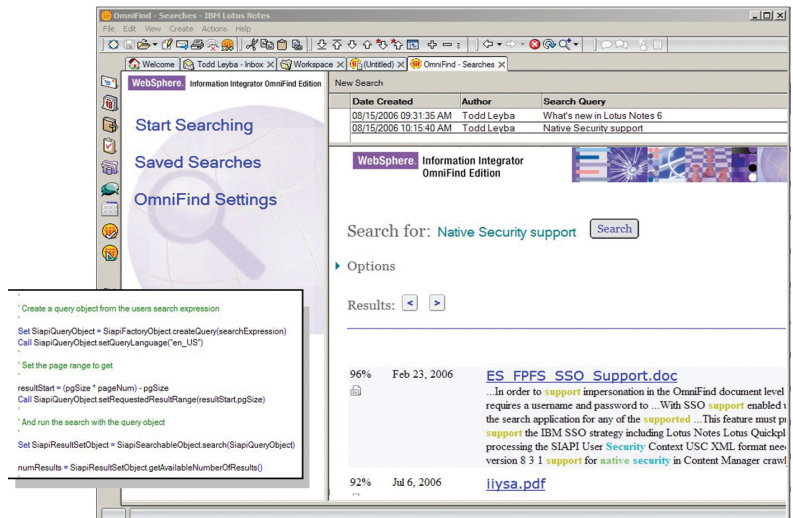 OmniFind - Searches - IBM Lotus Notes
File Edit View Create Actions Help
Welcome Todd Leyba - Inbox Workspace (Untitled) OmniFind - Searches
WebSphere. Information Integrator OmniFind Edition
Start Searching
Saved Searches
OmniFind Settings
New Search
Date Created Author Search Query
08/15/2006 09:31:35 AM Todd Leyba What's new in Lotus Notes 6
08/15/2006 10:15:40 AM Todd Leyba Native Security support
WebSphere. Information Integrator
OmniFind Edition
Search for: Native Security support Search
Options
Results: < >
96% Feb 23, 2006 ES_FPFS_SSO_Support.doc
...In order to support impersonation in the OmniFind document level
requires a username and password to ...With SSO support enabled
the search application for any of the supported ...This feature must
support the IBM SSO strategy including Lotus Notes Lotus
processing the SIAPI User Security Context USC XML format
version 8 3 1 support for native security in Content Manager
92% Jul 6, 2006 iiysa.pdf
'
' Create a query object from the users search expression
'
Set SiapiQueryObject = SiapiFactoryObject.createQuery(searchExpression)
Call SiapiQueryObject.setQueryLanguage("en_US")
'
' Set the page range to get
'
resultStart = (pgSize * pageNum) - pgSize
Call SiapiQueryObject.setRequestedResultRange(resultStart,pgSize)
'
' And run the search with the query object
'
Set SiapiResultSetObject = SiapiSearchableObject.search(SiapiQueryObject)
numResults = SiapiResultSetObject.getAvailableNumberOfResults()